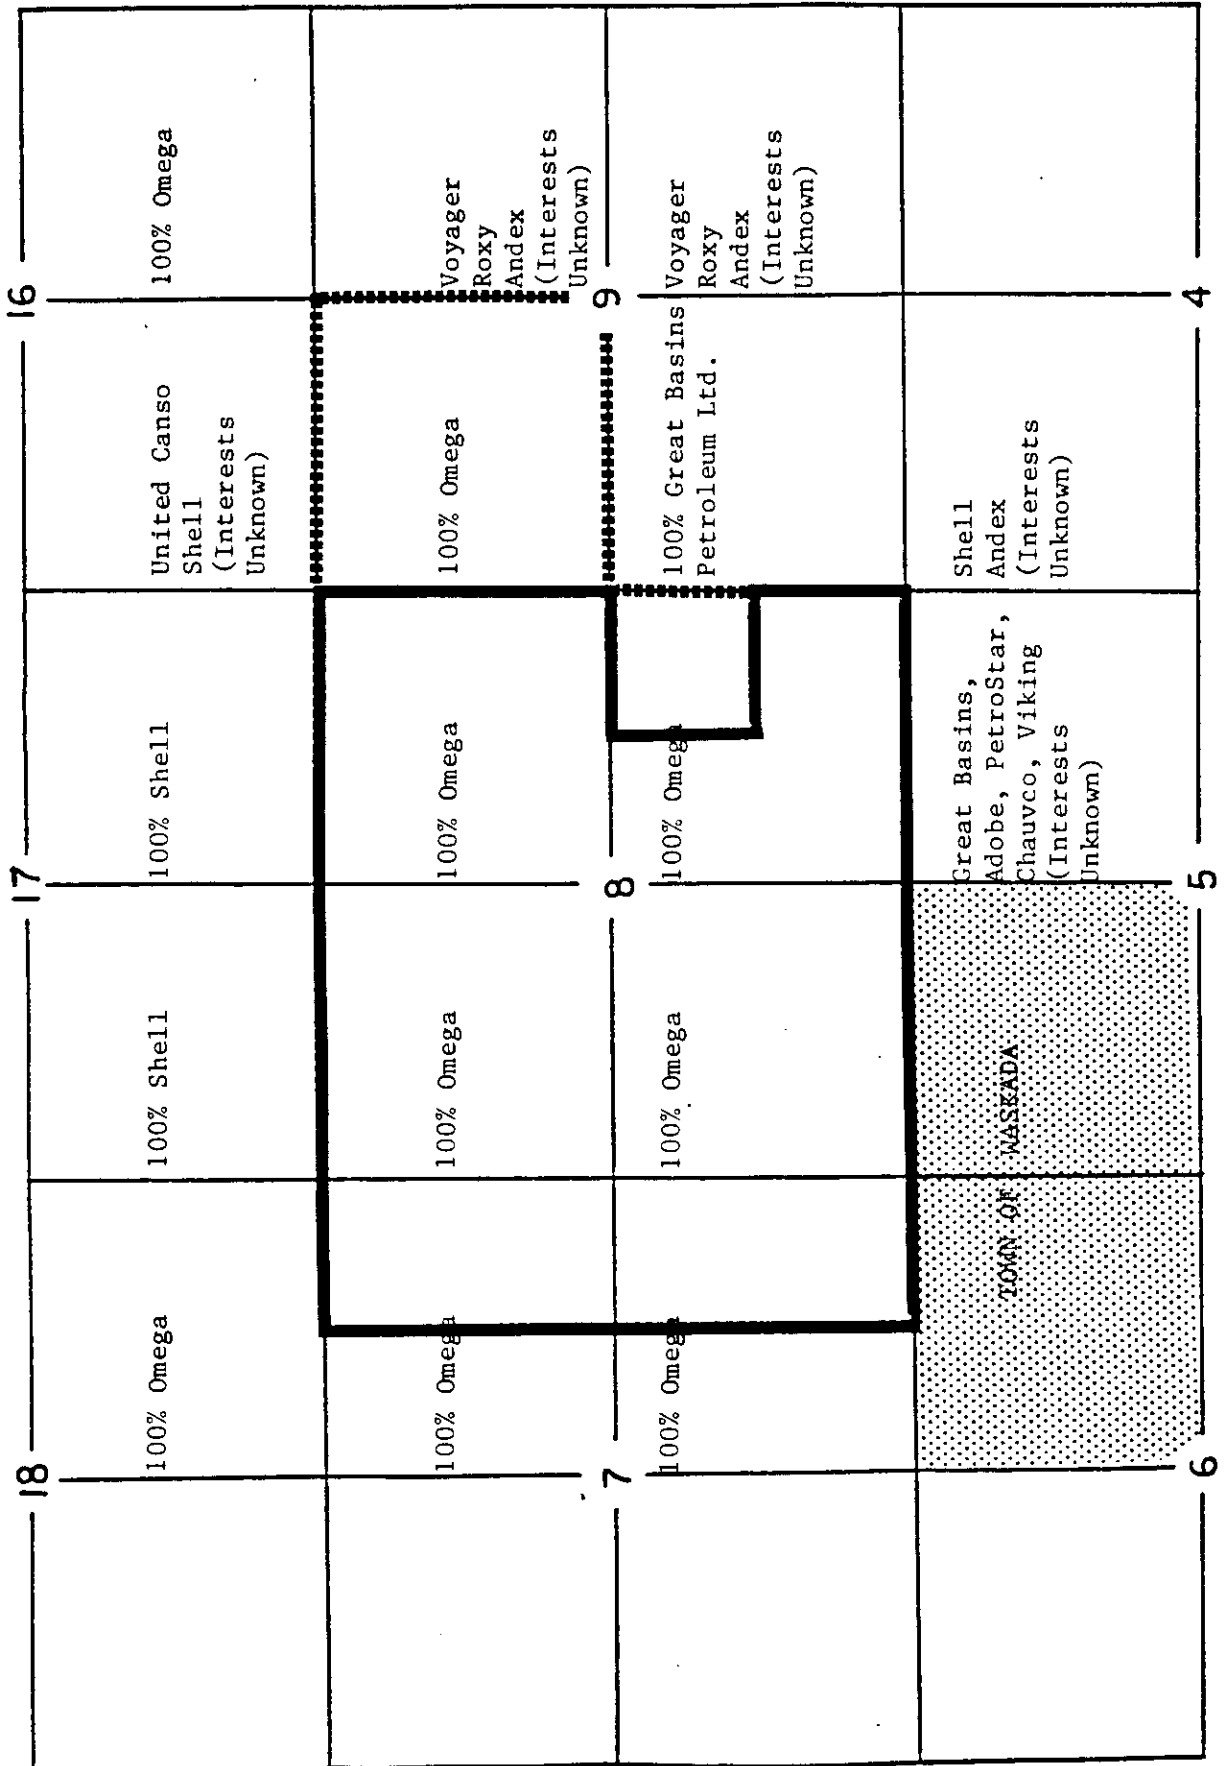 18
17
16
100% Omega
100% Shell
100% Shell
United Canso
Shell
(Interests
Unknown)
100% Omega
100% Omega
100% Omega
100% Omega
100% Omega
Voyager
Roxy
Andex
(Interests
Unknown)
7
8
9
100% Omega
100% Omega
100% Omega
100% Great Basins
Petroleum Ltd.
Voyager
Roxy
Andex
(Interests
Unknown)
TOWN OF WASKADA
Great Basins,
Adobe, PetroStar,
Chauvco, Viking
(Interests
Unknown)
Shell
Andex
(Interests
Unknown)
6
5
4